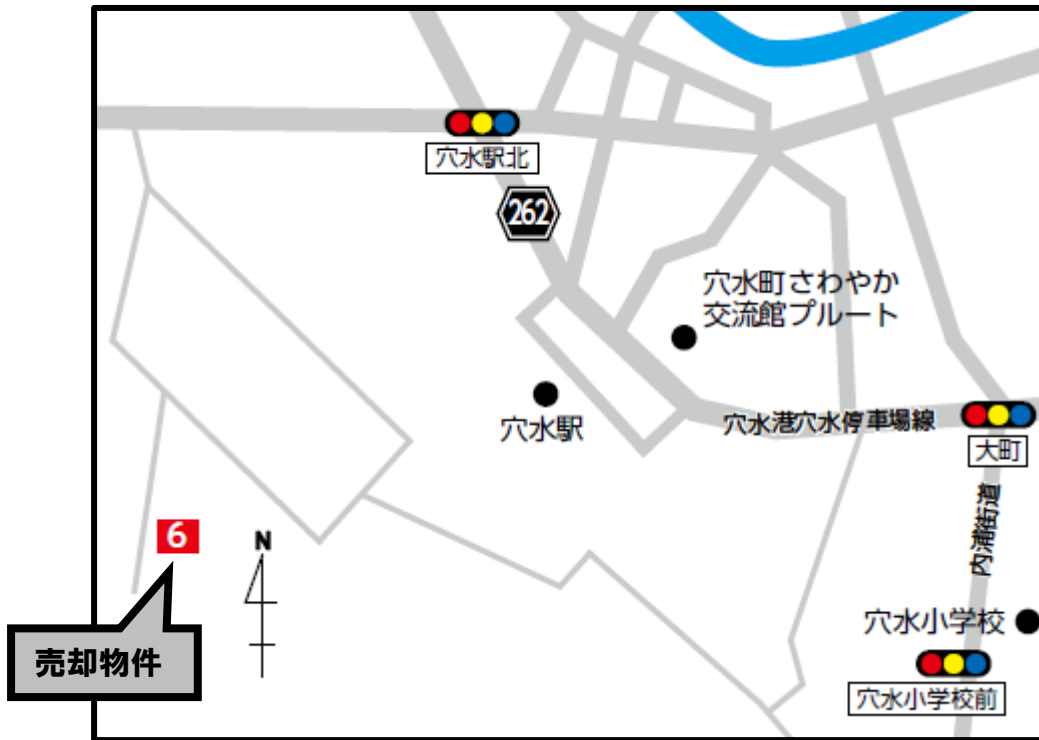 穴水駅北
262
穴水町さわやか
交流館プルート
穴水駅
穴水港穴水停車場線
大町
内浦街道
6
N
売却物件
穴水小学校
穴水小学校前